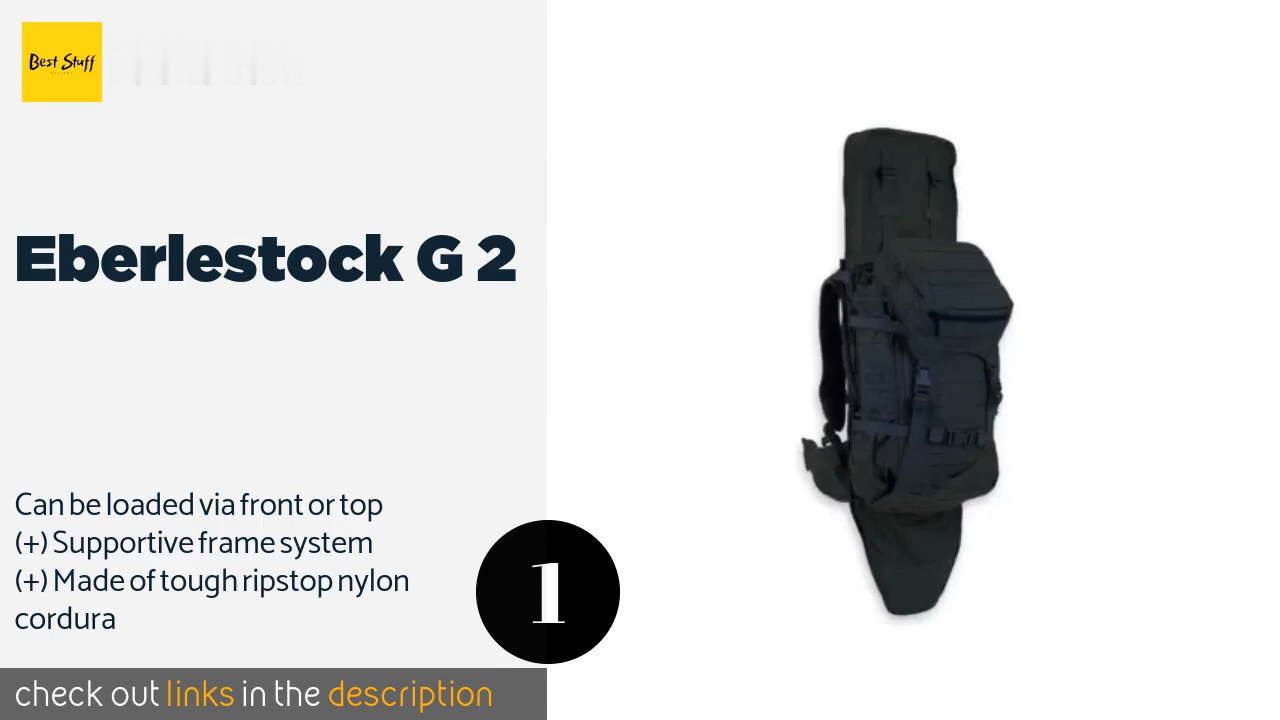 Best Stuff
Eberlestock G 2
Can be loaded via front or top
(+) Supportive frame system
(+) Made of tough ripstop nylon
cordura
1
check out links in the description